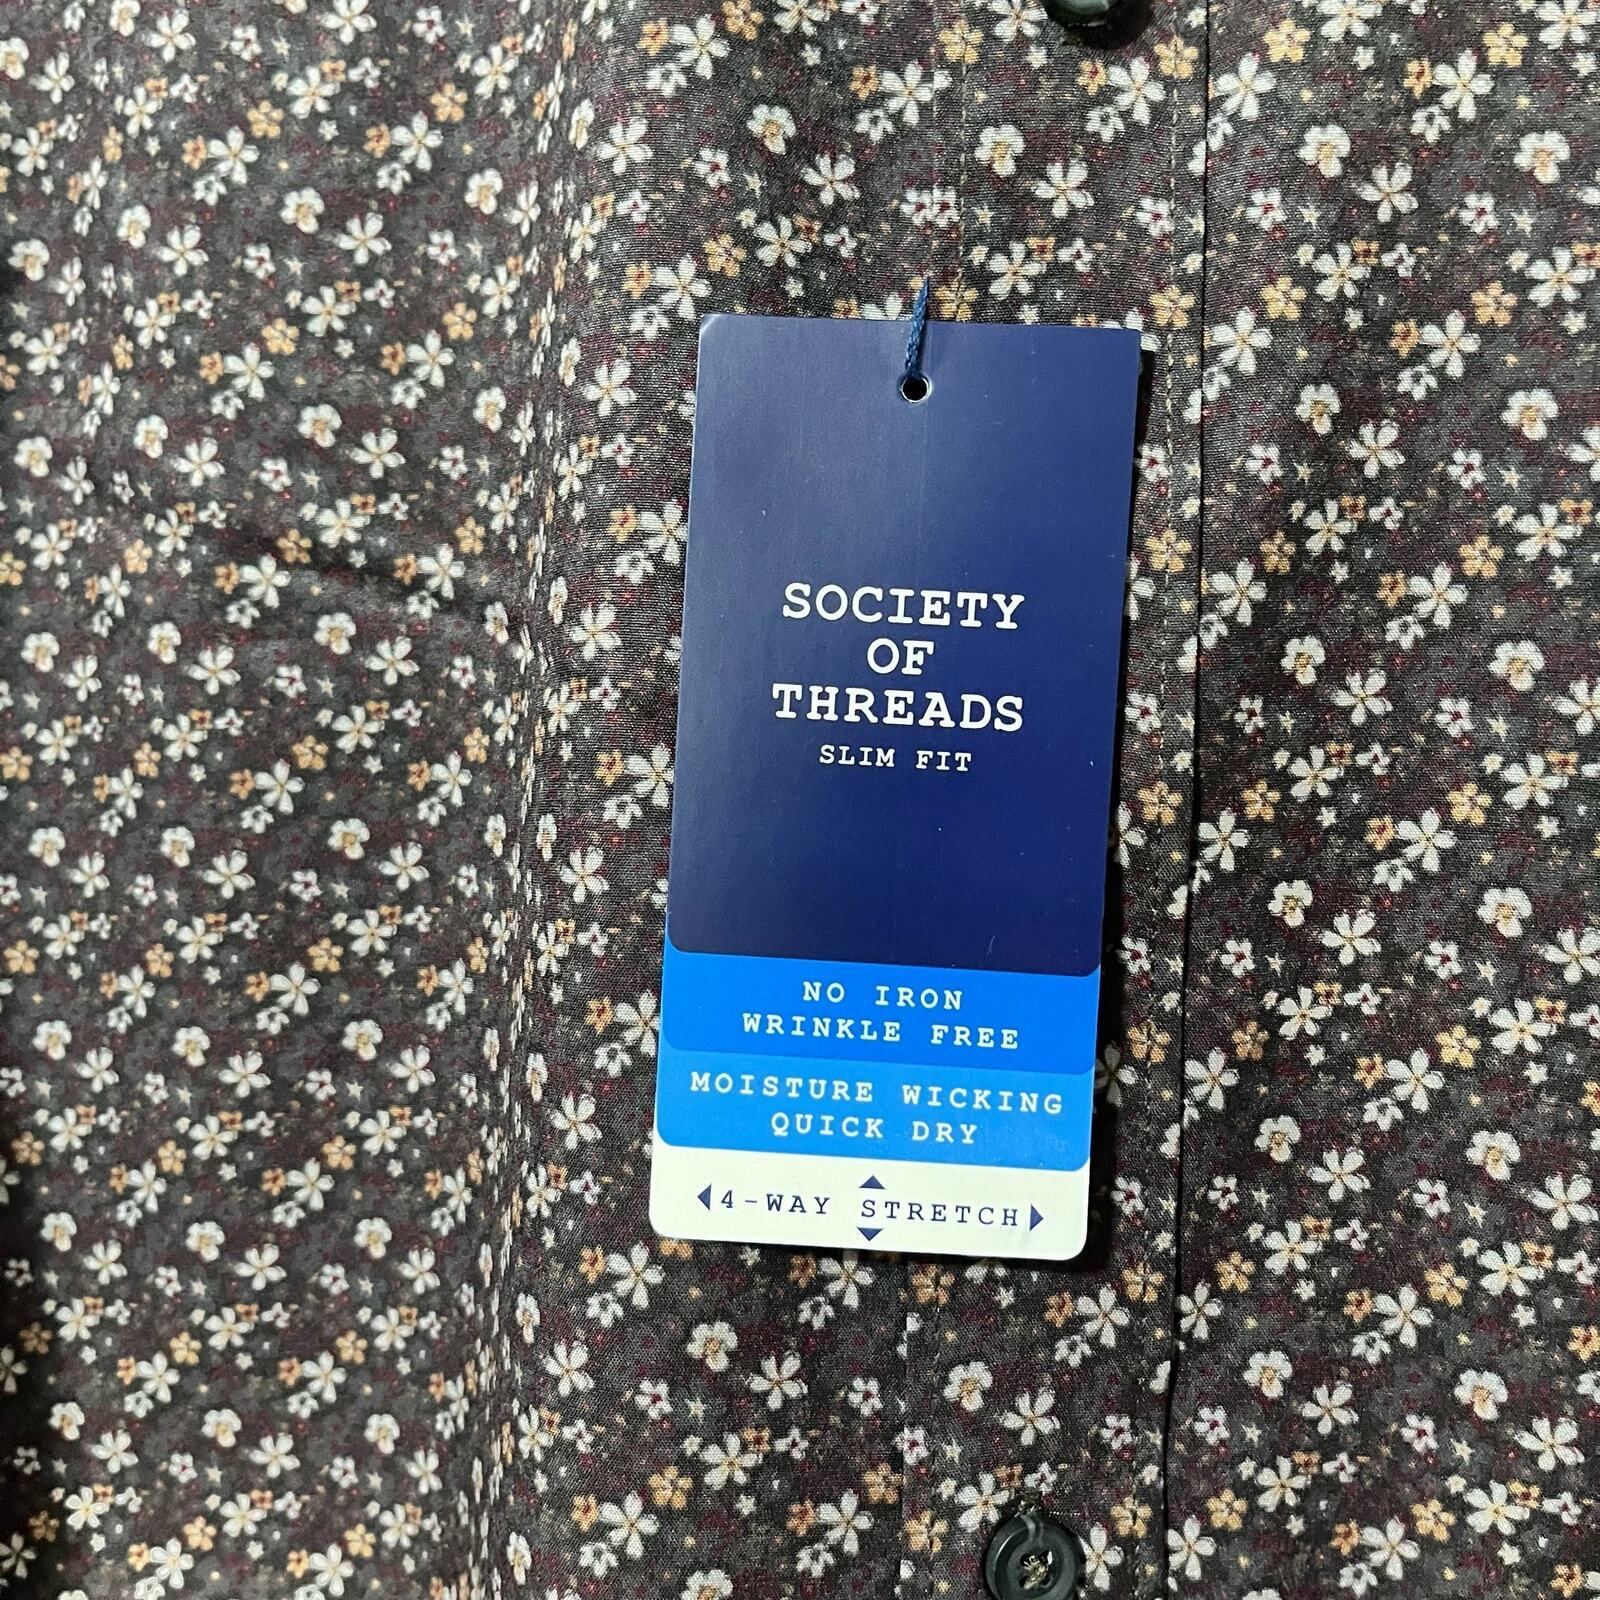 SOCIETY
OF
THREADS
SLIM FIT
NO IRON
WRINKLE FREE
MOISTURE WICKING
QUICK DRY
4-WAY STRETCH